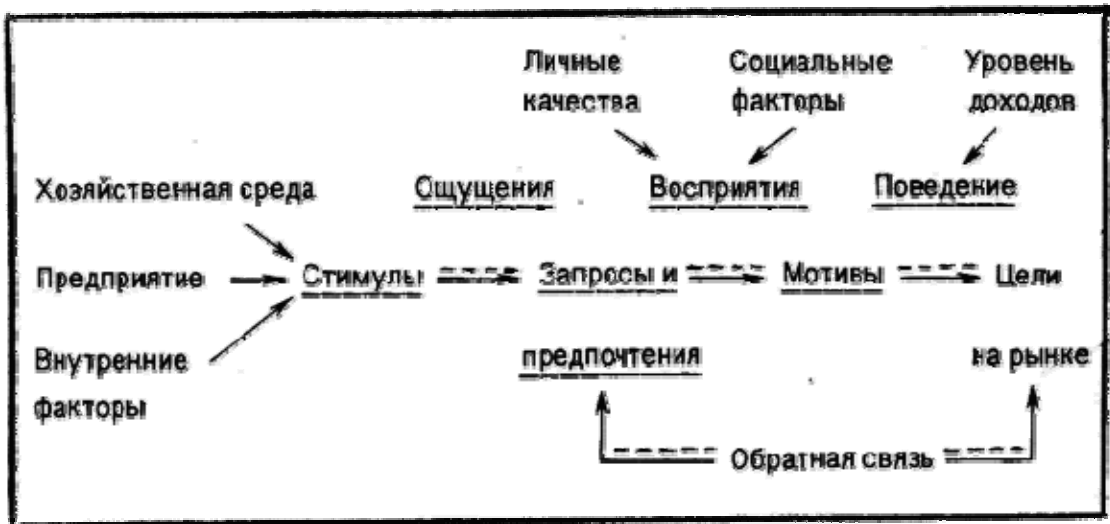 Личные Социальные Уровень
качества факторы доходов
Хозяйственная среда Ощущения Восприятия Поведение
Предприятие Стимулы Запросы и Мотивы Цели
Внутренние предпочтения на рынке
факторы
Обратная связь